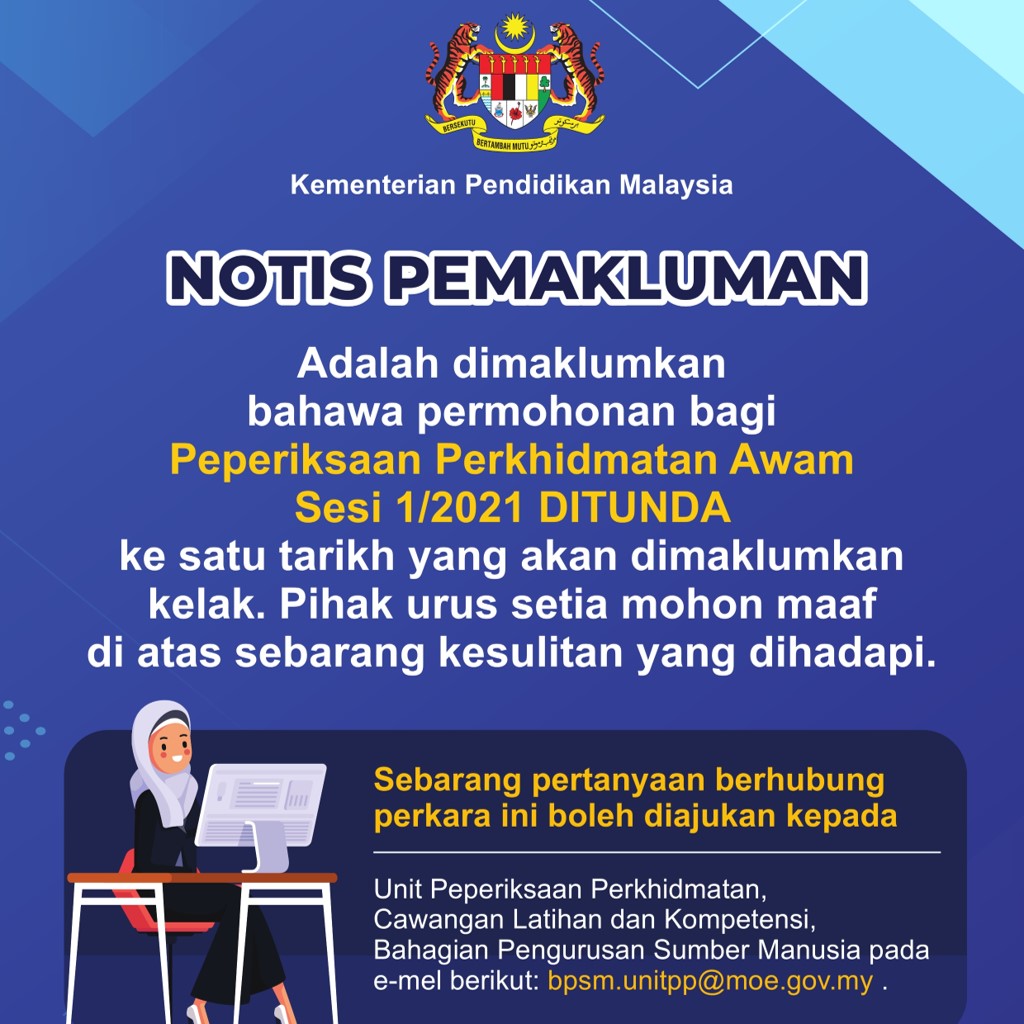 BERSEKUTU
BERTAMBAH MUTU
Kementerian Pendidikan Malaysia
NOTIS PEMAKLUMAN
Adalah dimaklumkan
bahawa permohonan bagi
Peperiksaan Perkhidmatan Awam
Sesi 1/2021 DITUNDA
ke satu tarikh yang akan dimaklumkan
kelak. Pihak urus setia mohon maaf
di atas sebarang kesulitan yang dihadapi.
Sebarang pertanyaan berhubung
perkara ini boleh diajukan kepada
Unit Peperiksaan Perkhidmatan,
Cawangan Latihan dan Kompetensi,
Bahagian Pengurusan Sumber Manusia pada
e-mel berikut: bpsm.unitpp@moe.gov.my .